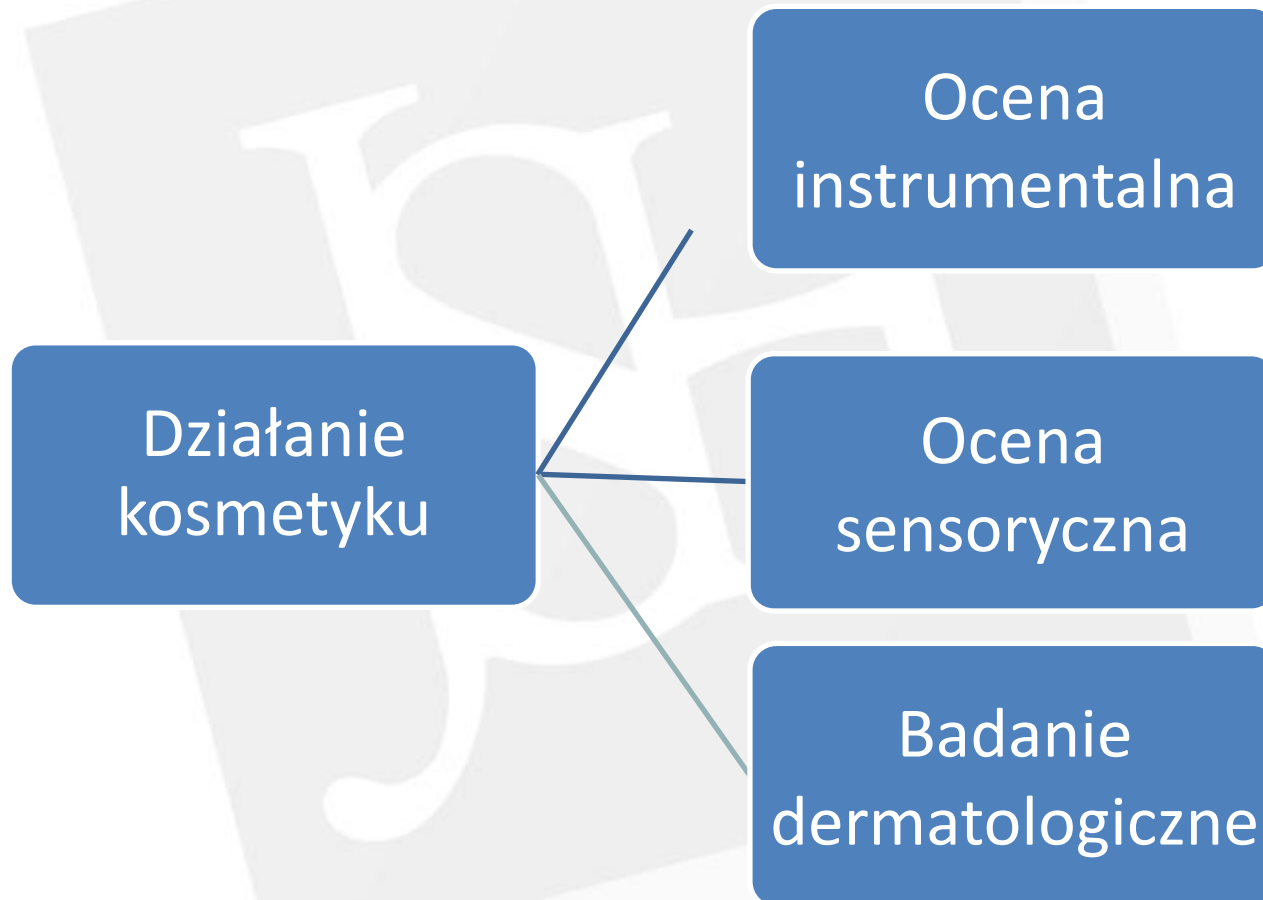 Ocena
instrumentalna
Działanie
kosmetyku
Ocena
sensoryczna
Badanie
dermatologiczne